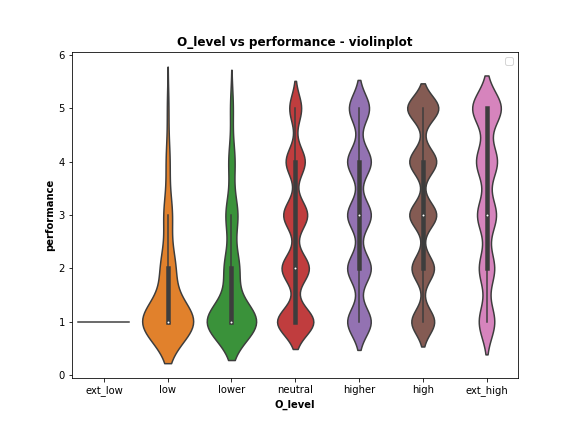 O_level vs performance - violinplot
performance
6
5
4
3
2
1
0
ext_low low lower neutral higher high ext_high
O_level